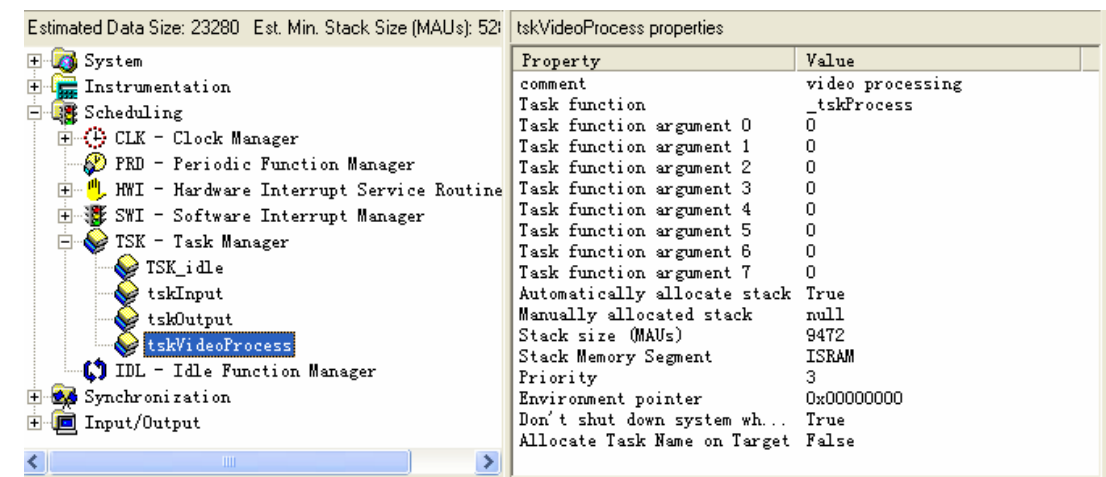 Estimated Data Size: 23280 Est. Min. Stack Size (MAUs): 528
System
Instrumentation
Scheduling
CLK - Clock Manager
PRD - Periodic Function Manager
HWI - Hardware Interrupt Service Routine
SWI - Software Interrupt Manager
TSK - Task Manager
TSK_idle
tskInput
tskOutput
tskVideoProcess
IDL - Idle Function Manager
Synchronization
Input/Output
tskVideoProcess properties
Property Value
comment video processing
Task function _tskProcess
Task function argument 0 0
Task function argument 1 0
Task function argument 2 0
Task function argument 3 0
Task function argument 4 0
Task function argument 5 0
Task function argument 6 0
Task function argument 7 0
Automatically allocate stack True
Manually allocated stack null
Stack size (MAUs) 9472
Stack Memory Segment ISRAM
Priority 3
Environment pointer 0x00000000
Don't shut down system wh... True
Allocate Task Name on Target False